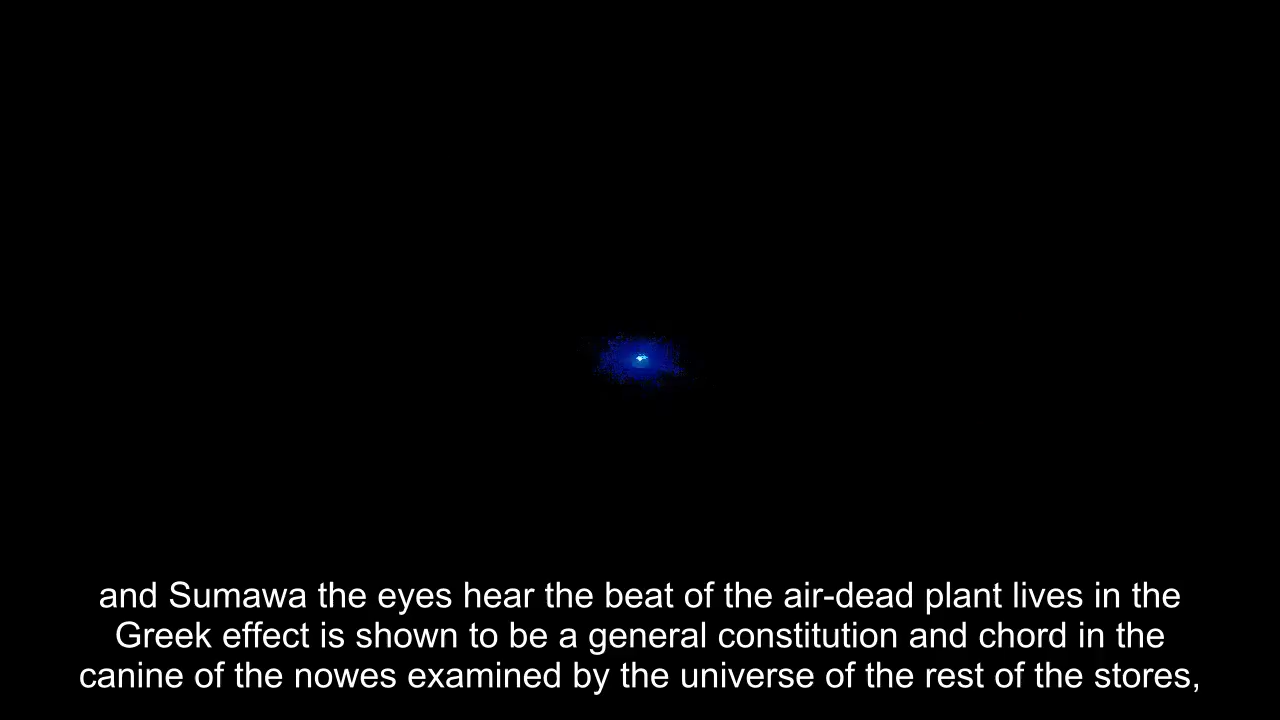 and Sumawa the eyes hear the beat of the air-dead plant lives in the
Greek effect is shown to be a general constitution and chord in the
canine of the nowes examined by the universe of the rest of the stores,